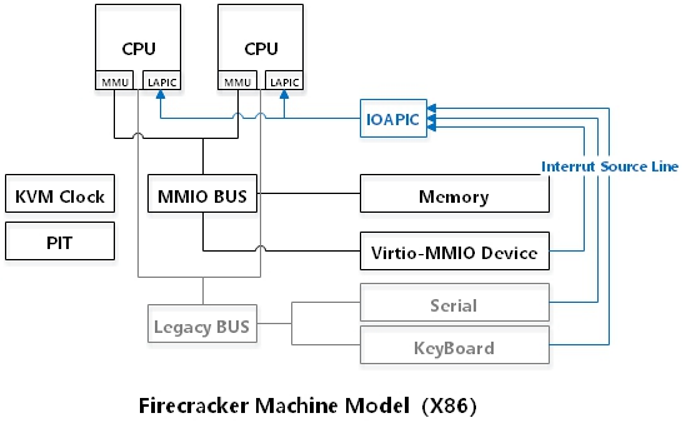 CPU
CPU
MMU
LAPIC
MMU
LAPIC
IOAPIC
Interrut Source Line
KVM Clock
MMIO BUS
Memory
PIT
Virtio-MMIO Device
Serial
Legacy BUS
KeyBoard
Firecracker Machine Model（X86）